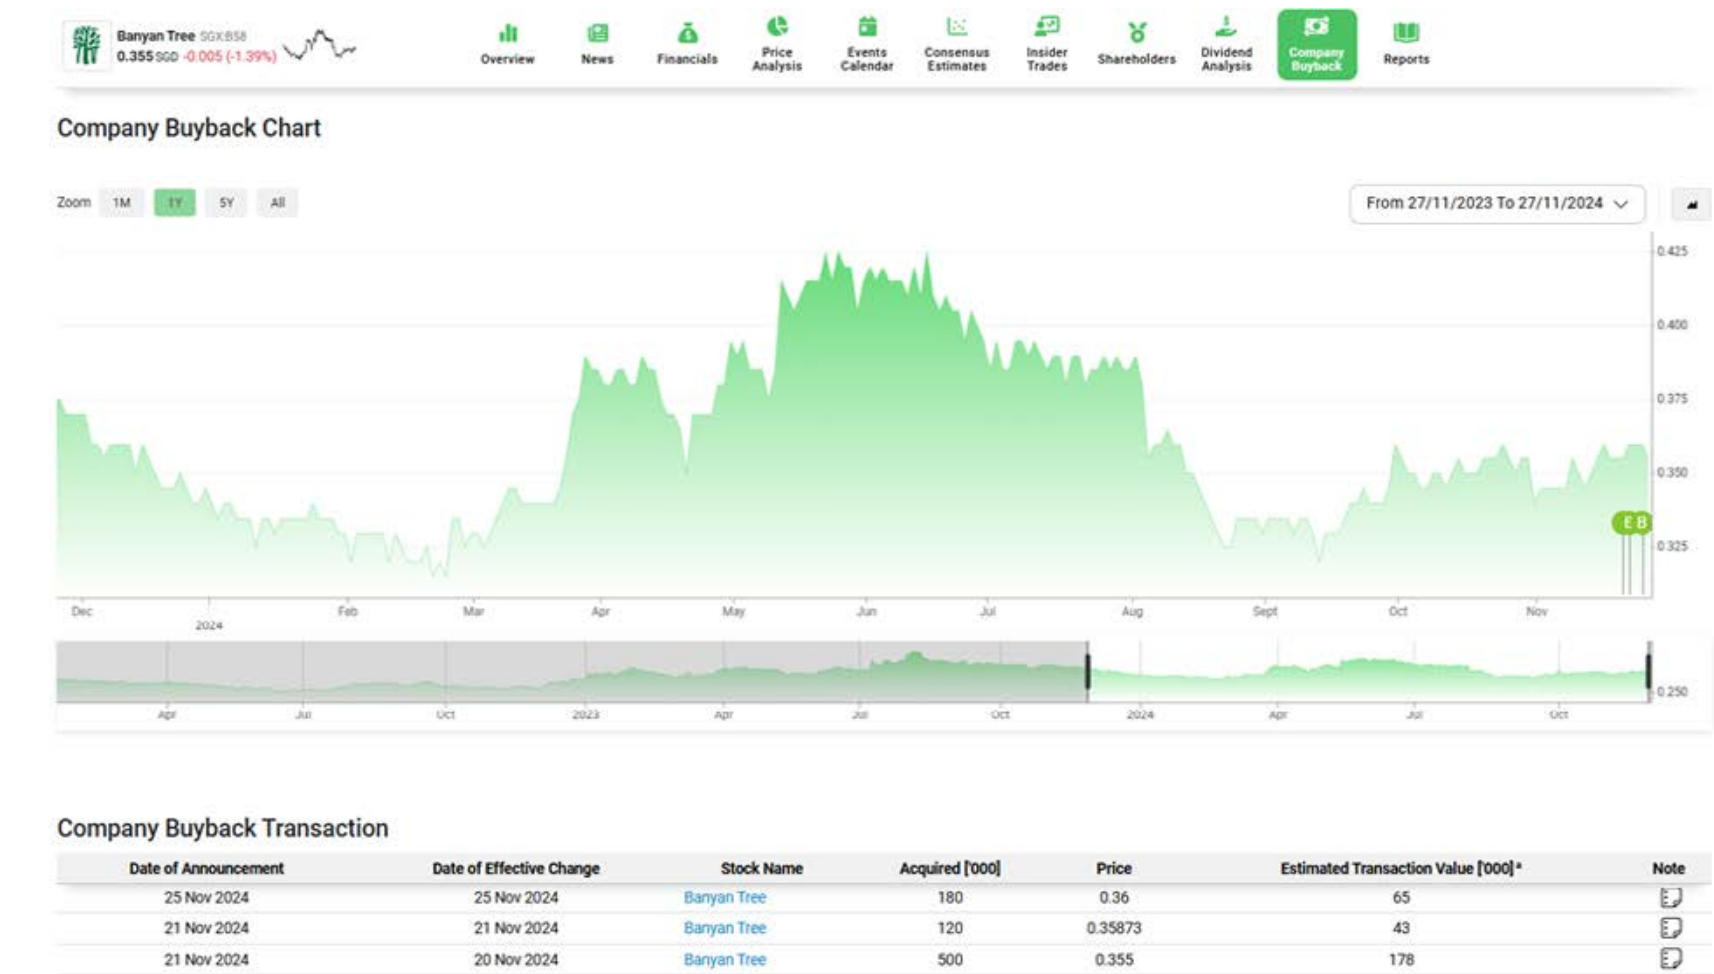 Banyan Tree SGX:B58
0.355 SGD -0.005 (-1.39%)
Overview
News
Financials
Price
Analysis
Events
Calendar
Consensus
Estimates
Insider
Trades
Shareholders
Dividend
Analysis
Company
Buyback
Reports
Company Buyback Chart
Zoom 1M 1Y 5Y All
From 27/11/2023 To 27/11/2024
0.425
0.400
0.375
0.350
E B
0.325
Dec Feb Mar Apr May Jun Jul Aug Sept Oct Nov
2024
0.250
Apr Jul Oct 2023 Apr Jul Oct 2024 Apr Jul Oct
Company Buyback Transaction
Date of Announcement Date of Effective Change Stock Name Acquired ['000] Price Estimated Transaction Value ['000] ª Note
25 Nov 2024 25 Nov 2024 Banyan Tree 180 0.36 65
21 Nov 2024 21 Nov 2024 Banyan Tree 120 0.35873 43
21 Nov 2024 20 Nov 2024 Banyan Tree 500 0.355 178